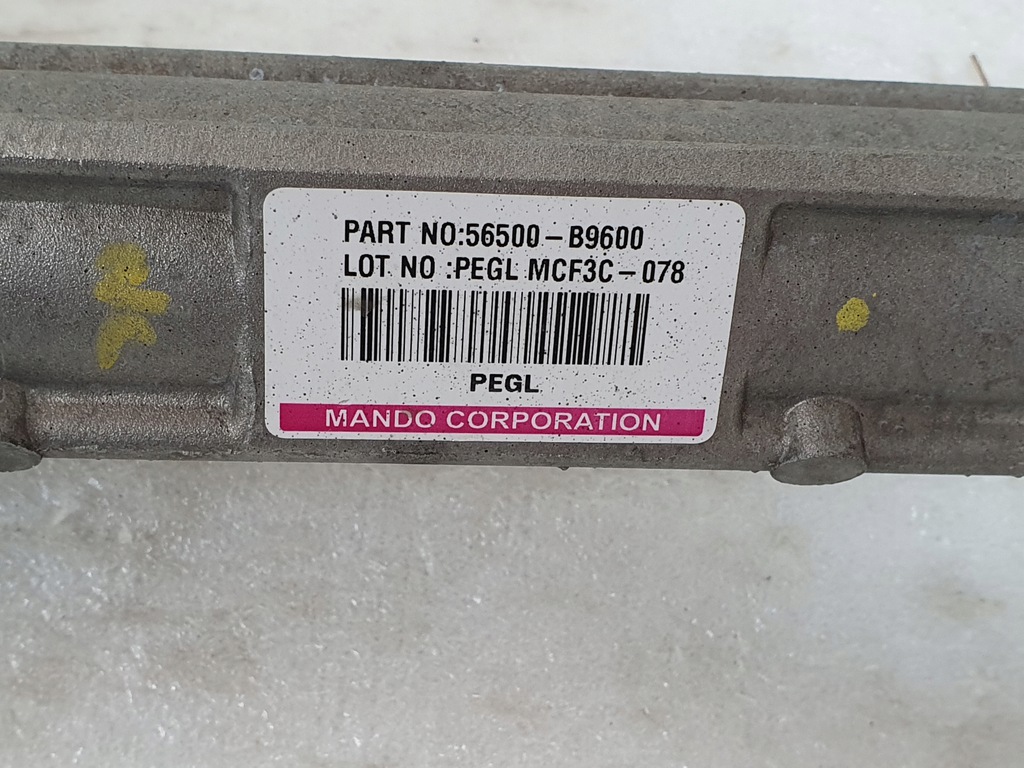 PART NO:56500-B9600
LOT NO :PEGL MCF3C-078
PEGL
MANDO CORPORATION